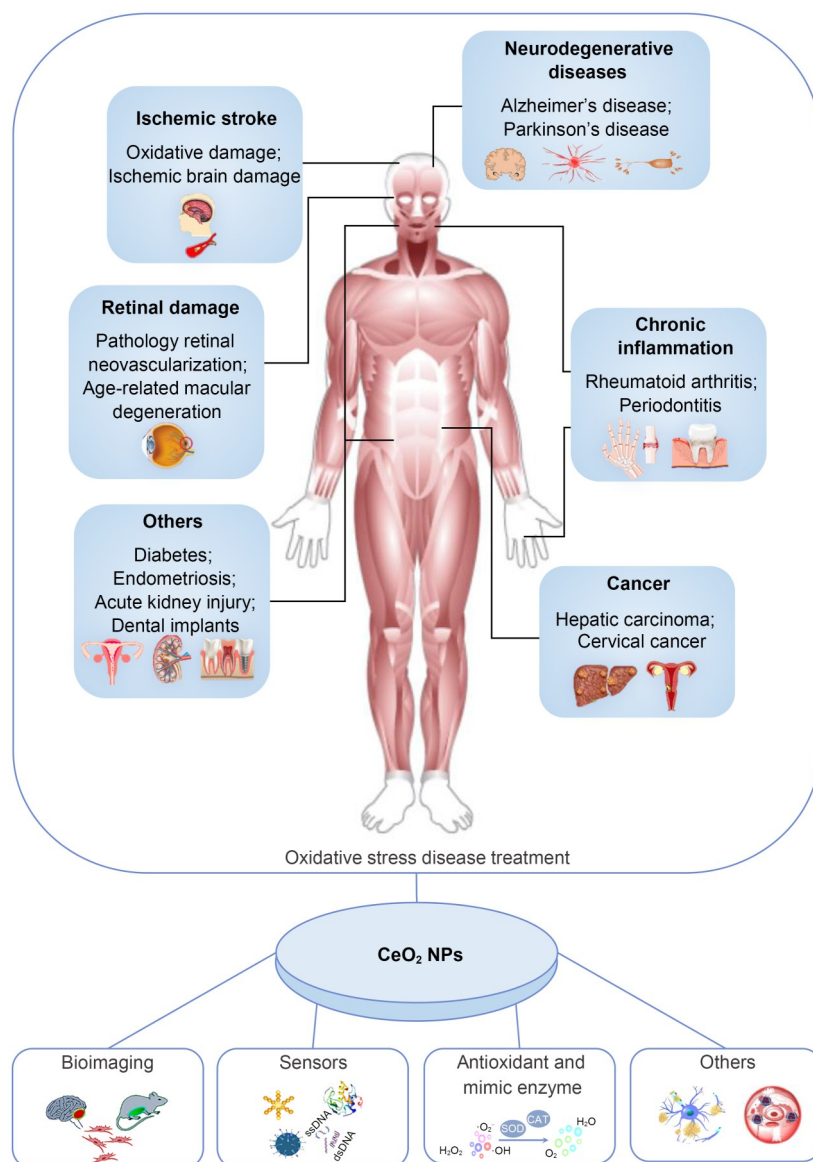 Neurodegenerative
diseases
Alzheimer's disease;
Parkinson's disease
Ischemic stroke
Oxidative damage;
Ischemic brain damage
Retinal damage
Pathology retinal
neovascularization;
Age-related macular
degeneration
Chronic
inflammation
Rheumatoid arthritis;
Periodontitis
Others
Diabetes;
Endometriosis;
Acute kidney injury;
Dental implants
Cancer
Hepatic carcinoma;
Cervical cancer
Oxidative stress disease treatment
CeO₂ NPs
Bioimaging
Sensors
ssDNA
dsDNA
Antioxidant and
mimic enzyme
·O₂⁻
SOD
CAT
H₂O
H₂O₂
·OH
O₂
Others